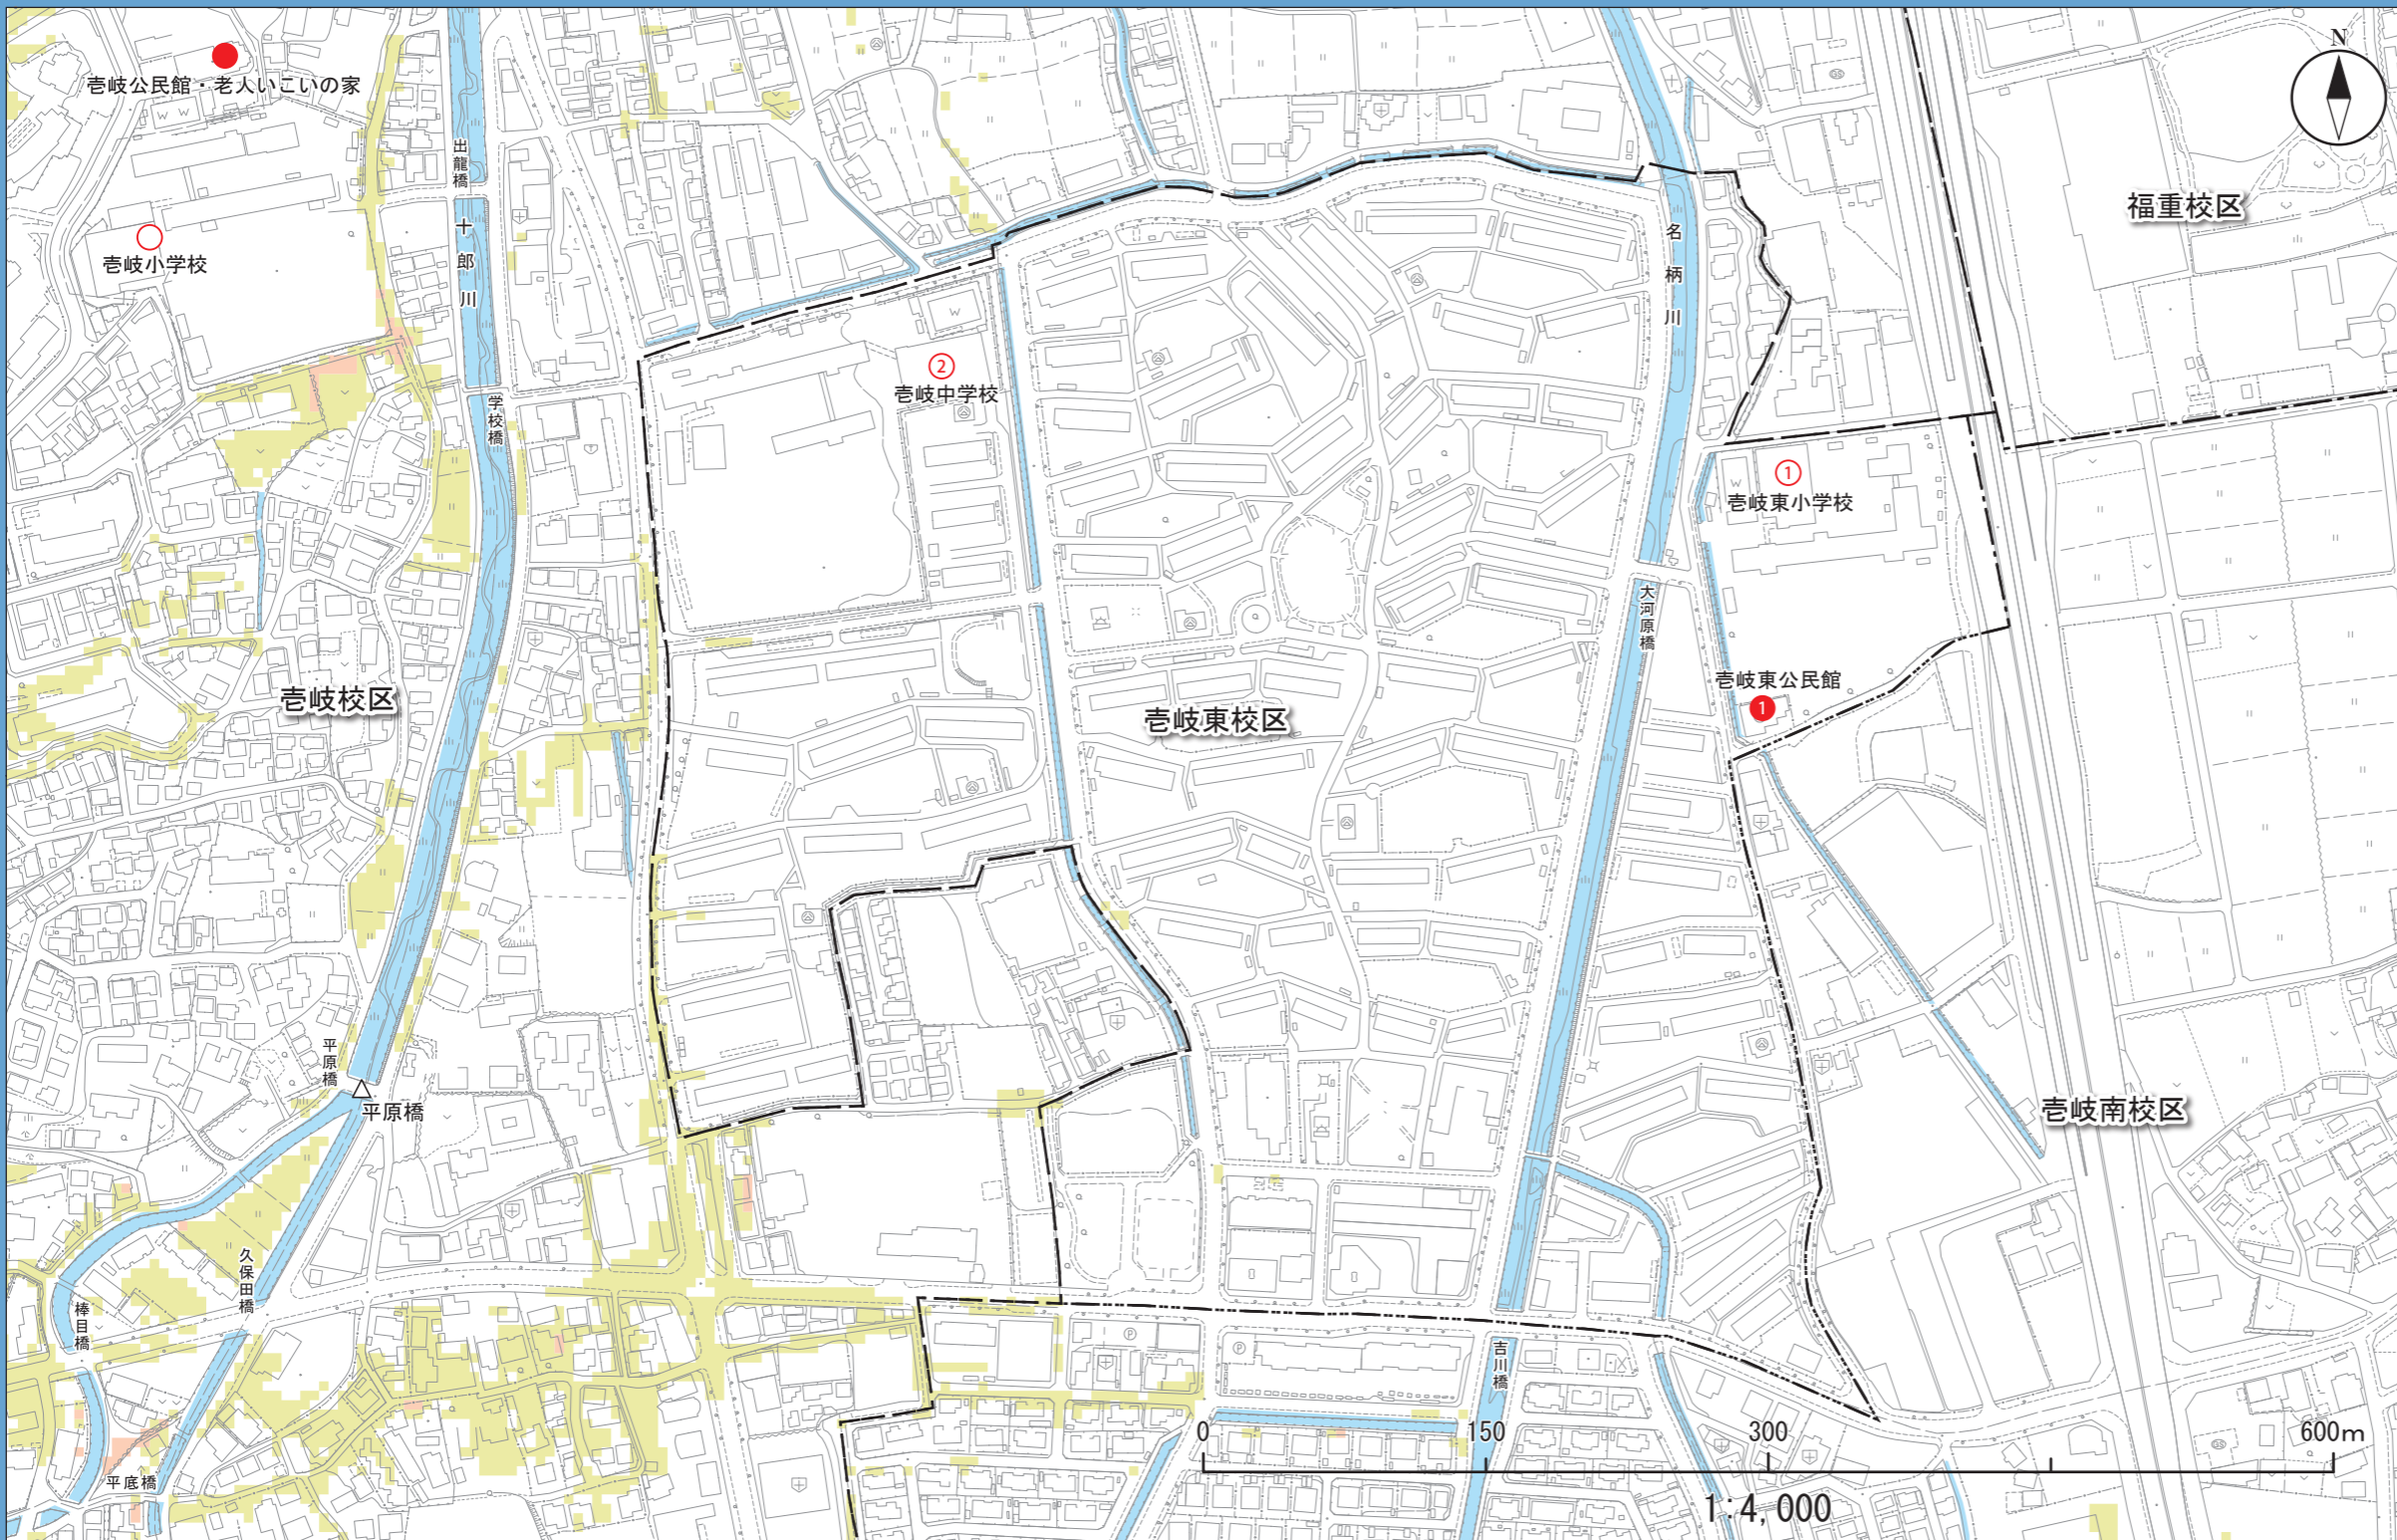 N
壱岐公民館・老人いこいの家
出龍橋
福重校区
十郎川
名柄川
壱岐小学校
②
壱岐中学校
学校橋
①
壱岐東小学校
大河原橋
壱岐東公民館
1
壱岐校区
壱岐東校区
平原橋
平原橋
壱岐南校区
久保田橋
棒目橋
吉川橋
平底橋
0 150 300 600m
1:4,000